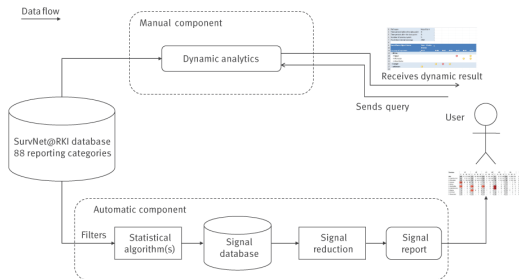 Data flow
Manual component
Dynamic analytics
Receives dynamic result
Sends query
User
SurvNet@RKI database
88 reporting categories
Automatic component
Filters
Statistical
algorithm(s)
Signal
database
Signal
reduction
Signal
report